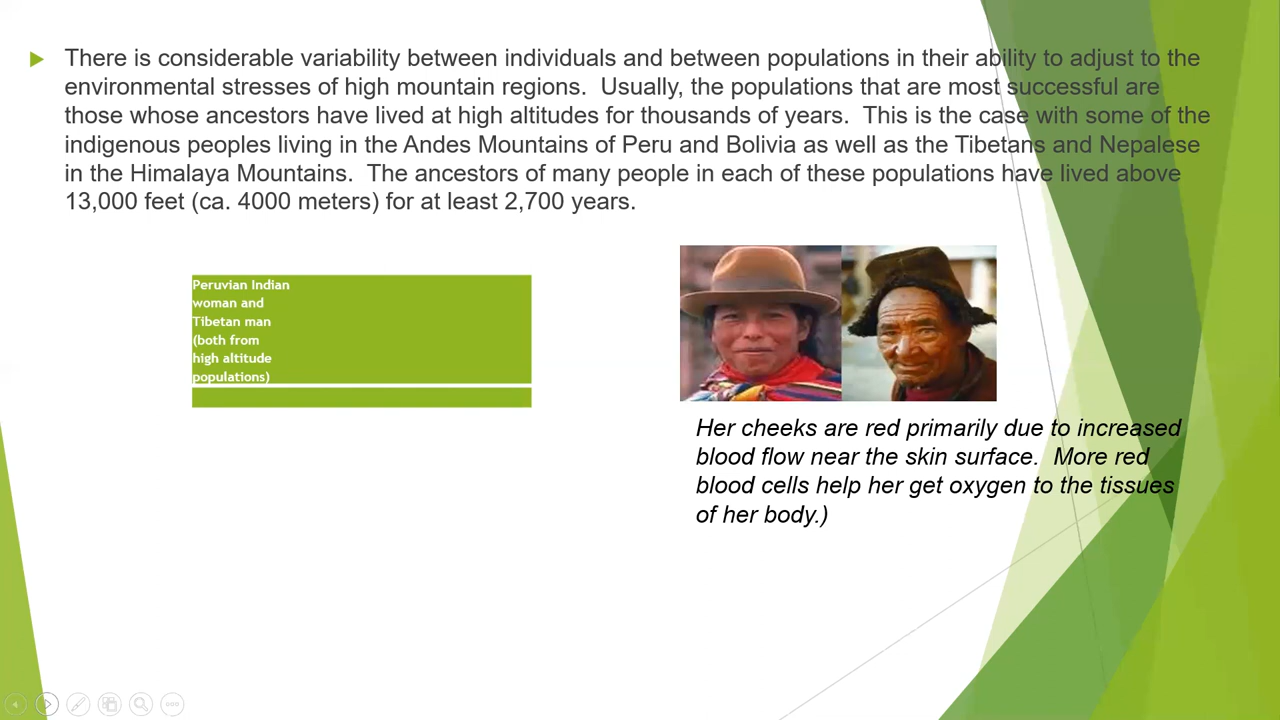 There is considerable variability between individuals and between populations in their ability to adjust to the
environmental stresses of high mountain regions.  Usually, the populations that are most successful are
those whose ancestors have lived at high altitudes for thousands of years.  This is the case with some of the
indigenous peoples living in the Andes Mountains of Peru and Bolivia as well as the Tibetans and Nepalese
in the Himalaya Mountains.  The ancestors of many people in each of these populations have lived above
13,000 feet (ca. 4000 meters) for at least 2,700 years.
Peruvian Indian
woman and
Tibetan man
(both from
high altitude
populations)
Her cheeks are red primarily due to increased
blood flow near the skin surface.  More red
blood cells help her get oxygen to the tissues
of her body.)